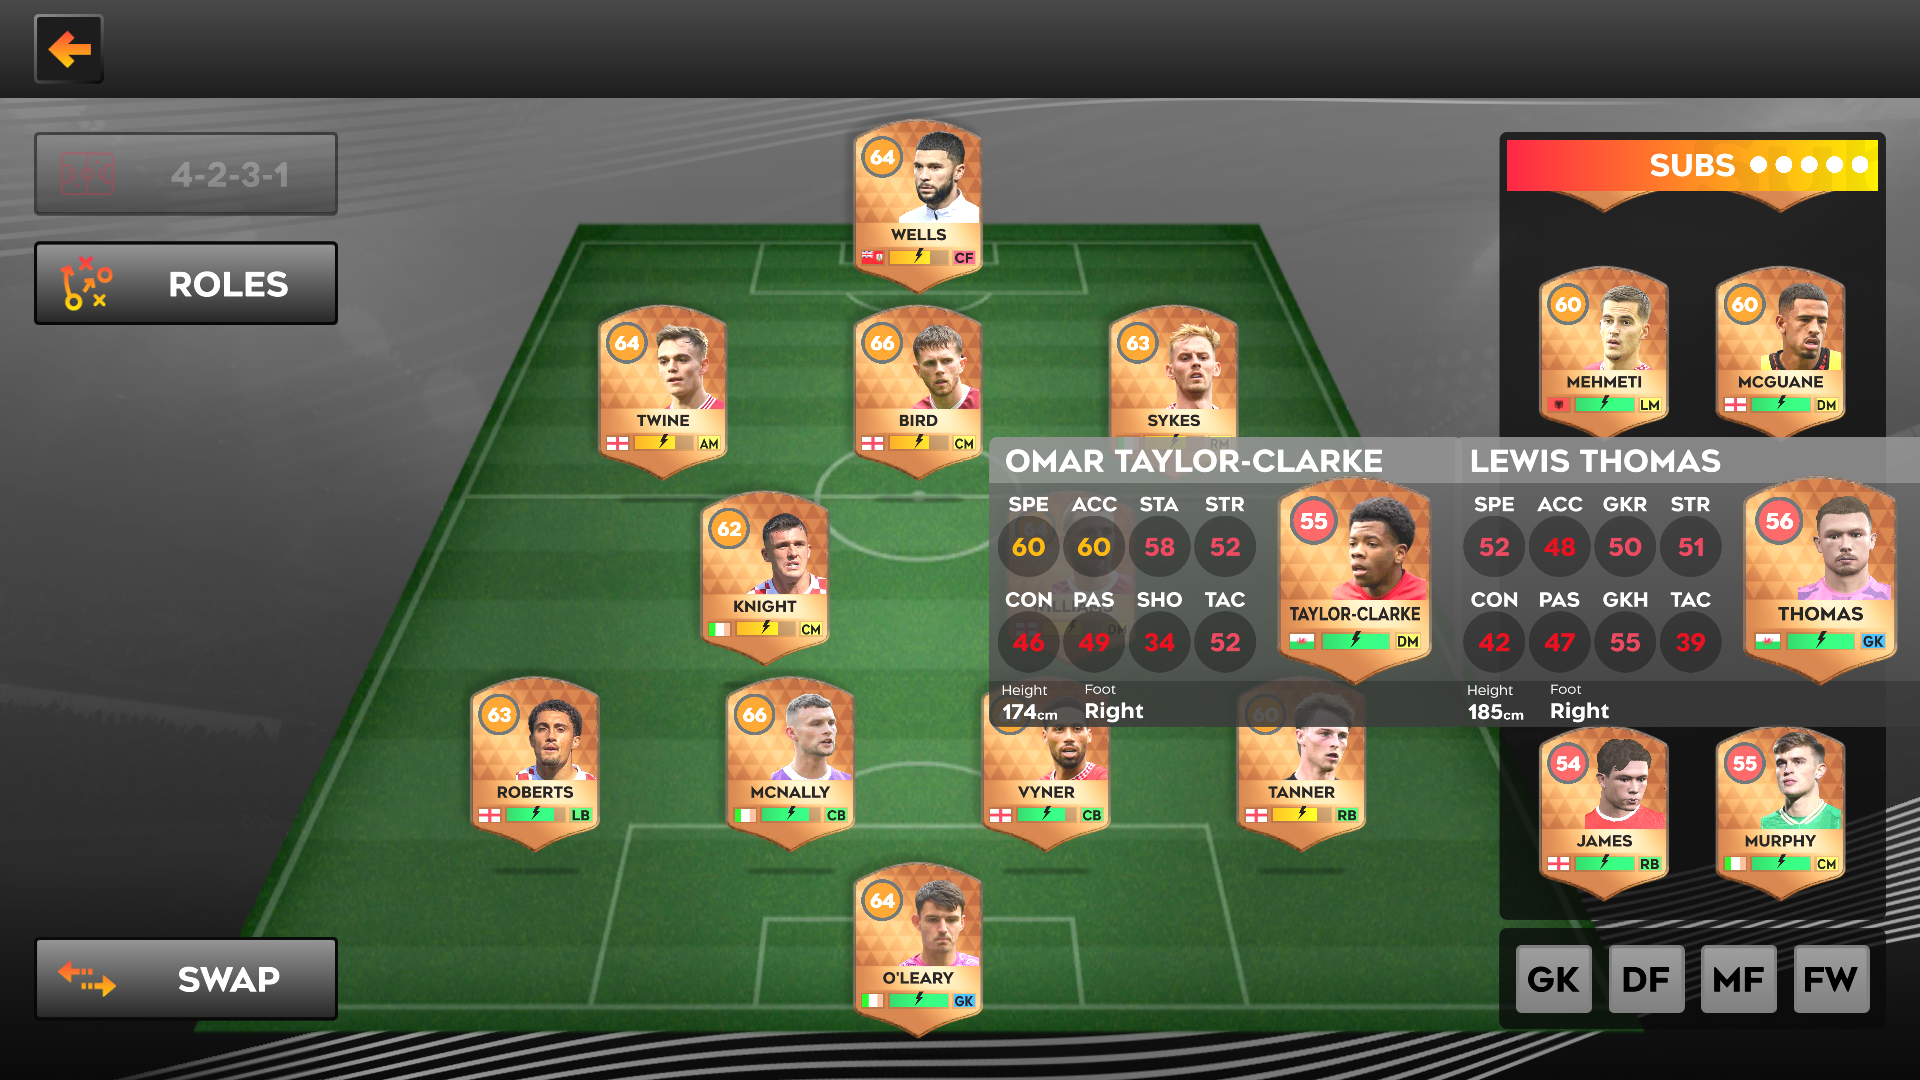 4-2-3-1
ROLES
SUBS
64
WELLS
CF
64
TWINE
AM
66
BIRD
CM
63
SYKES
RM
60
MEHMETI
LM
60
MCGUANE
DM
62
KNIGHT
CM
OMAR TAYLOR-CLARKE
SPE ACC STA STR
60 60 58 52
CON PAS SHO TAC
46 49 34 52
Height Foot
174cm Right
55
TAYLOR-CLARKE
DM
LEWIS THOMAS
SPE ACC GKR STR
52 48 50 51
CON PAS GKH TAC
42 47 55 39
Height Foot
185cm Right
56
THOMAS
GK
63
ROBERTS
LB
66
MCNALLY
CB
VYNER
CB
60
TANNER
RB
54
JAMES
RB
55
MURPHY
CM
64
O'LEARY
GK
SWAP
GK DF MF FW